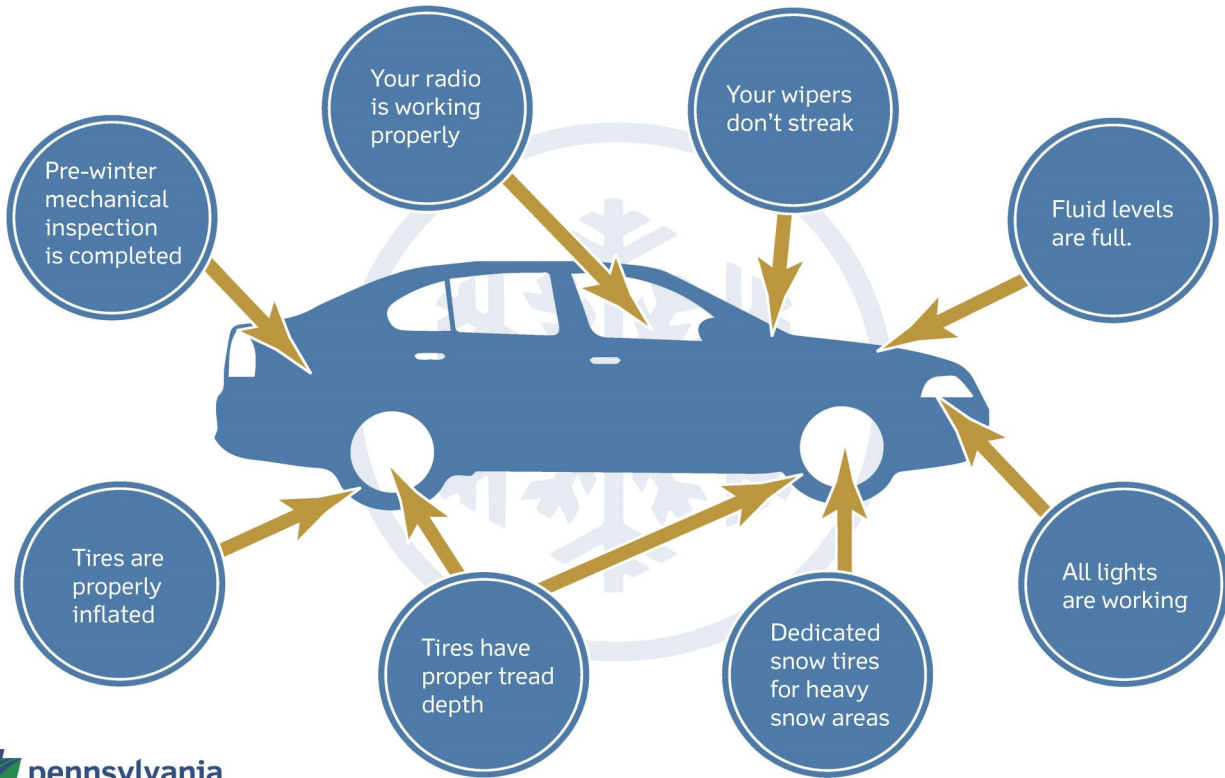 Your radio
is working
properly
Your wipers
don't streak
Pre-winter
mechanical
inspection
is completed
Fluid levels
are full.
Tires are
properly
inflated
Tires have
proper tread
depth
Dedicated
snow tires
for heavy
snow areas
All lights
are working
pennsylvania